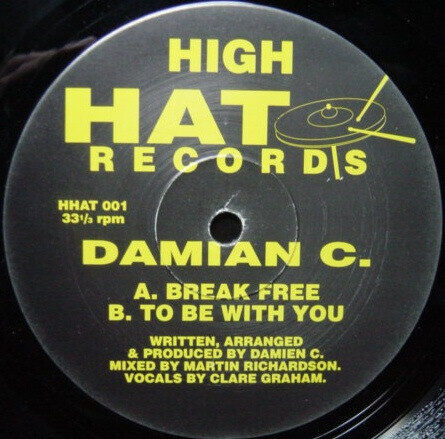 HIGH
HAT
RECORDS
HHAT 001
33⅓ rpm
DAMIAN C.
A. BREAK FREE
B. TO BE WITH YOU
WRITTEN, ARRANGED
& PRODUCED BY DAMIEN C.
MIXED BY MARTIN RICHARDSON.
VOCALS BY CLARE GRAHAM.